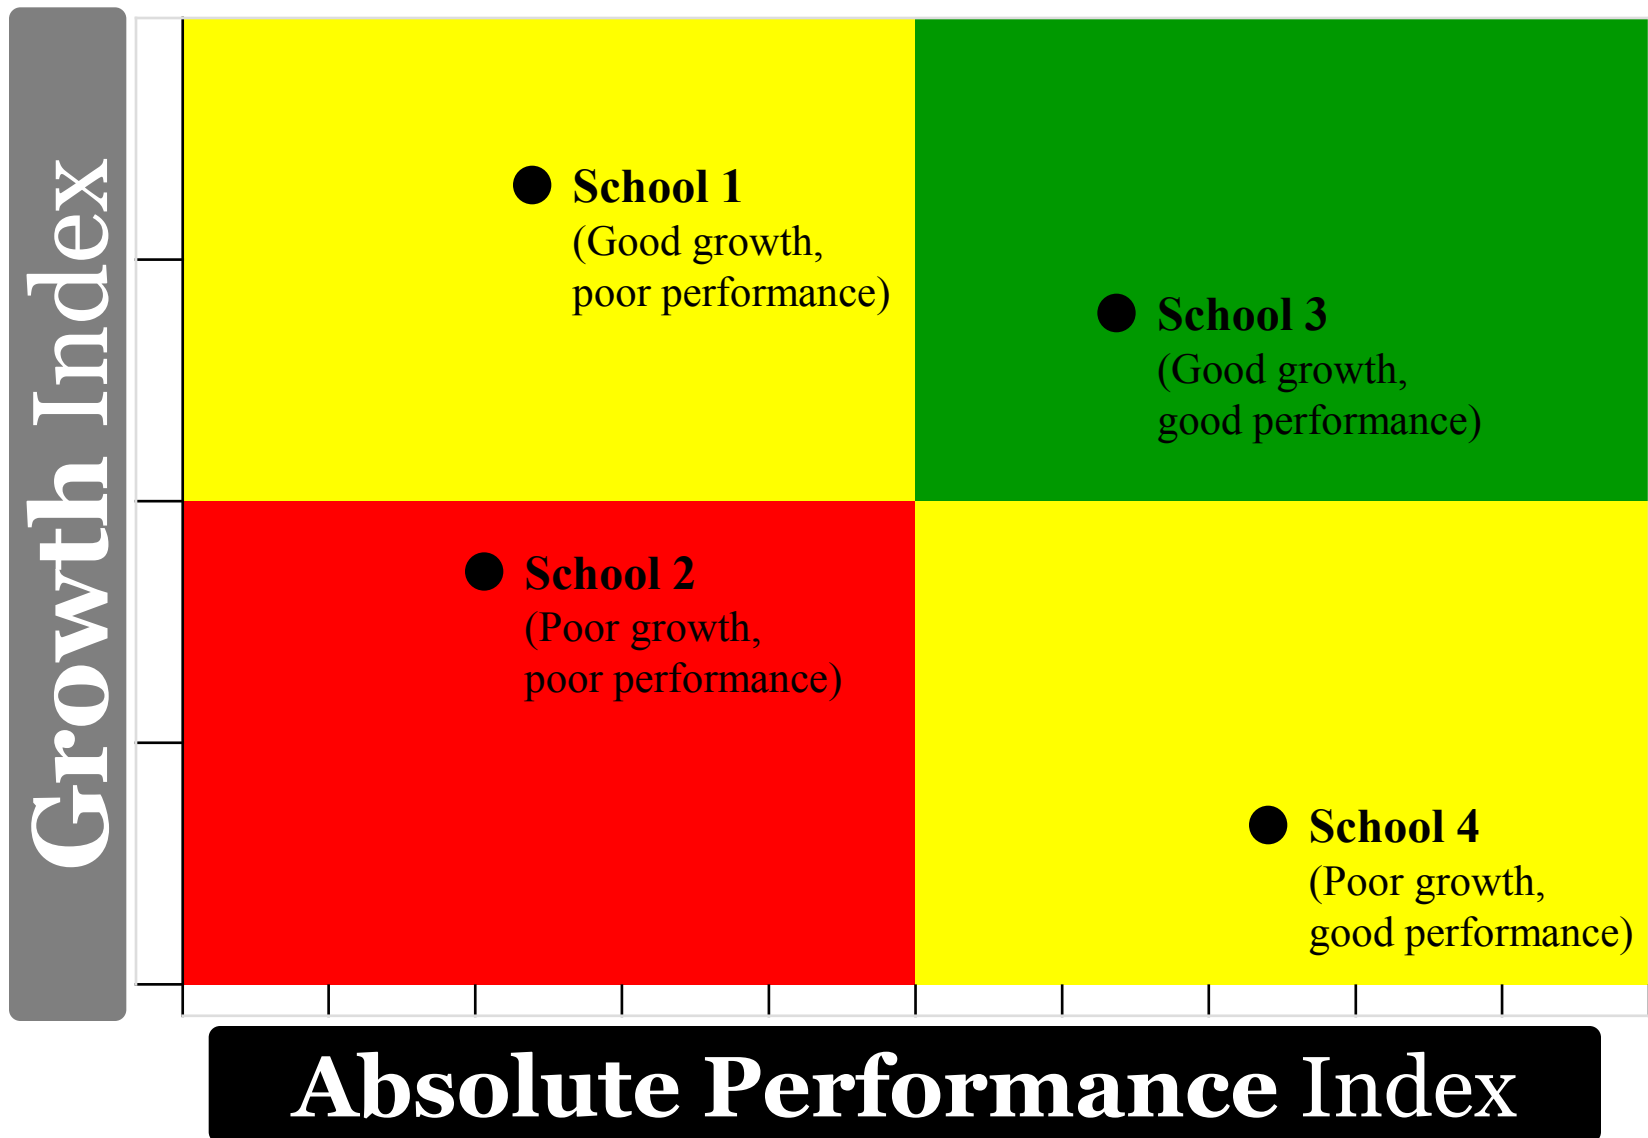 Growth Index
School 1
(Good growth,
poor performance)
School 3
(Good growth,
good performance)
School 2
(Poor growth,
poor performance)
School 4
(Poor growth,
good performance)
Absolute Performance Index